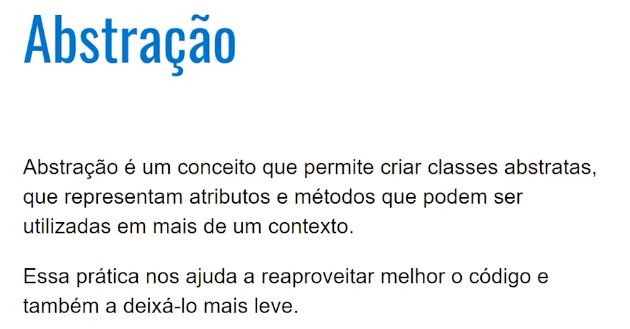 Abstração
Abstração é um conceito que permite criar classes abstratas,
que representam atributos e métodos que podem ser
utilizadas em mais de um contexto.
Essa prática nos ajuda a reaproveitar melhor o código e
também a deixá-lo mais leve.